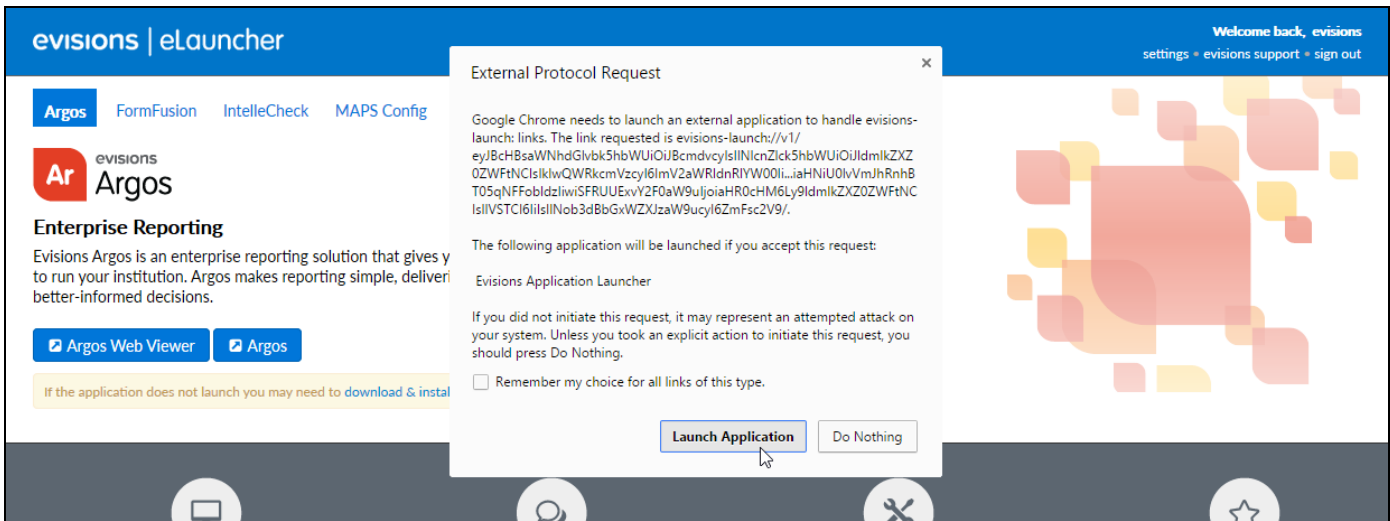 evisions | eLauncher
Welcome back, evisions
settings • evisions support • sign out
Argos FormFusion IntelleCheck MAPS Config
Ar evisions Argos
Enterprise Reporting
Evisions Argos is an enterprise reporting solution that gives y
to run your institution. Argos makes reporting simple, deliveri
better-informed decisions.
Argos Web Viewer
Argos
If the application does not launch you may need to download & instal
External Protocol Request
×
Google Chrome needs to launch an external application to handle evisions-
launch: links. The link requested is evisions-launch://v1/
The following application will be launched if you accept this request:
Evisions Application Launcher
If you did not initiate this request, it may represent an attempted attack on
your system. Unless you took an explicit action to initiate this request, you
should press Do Nothing.
Remember my choice for all links of this type.
Launch Application
Do Nothing